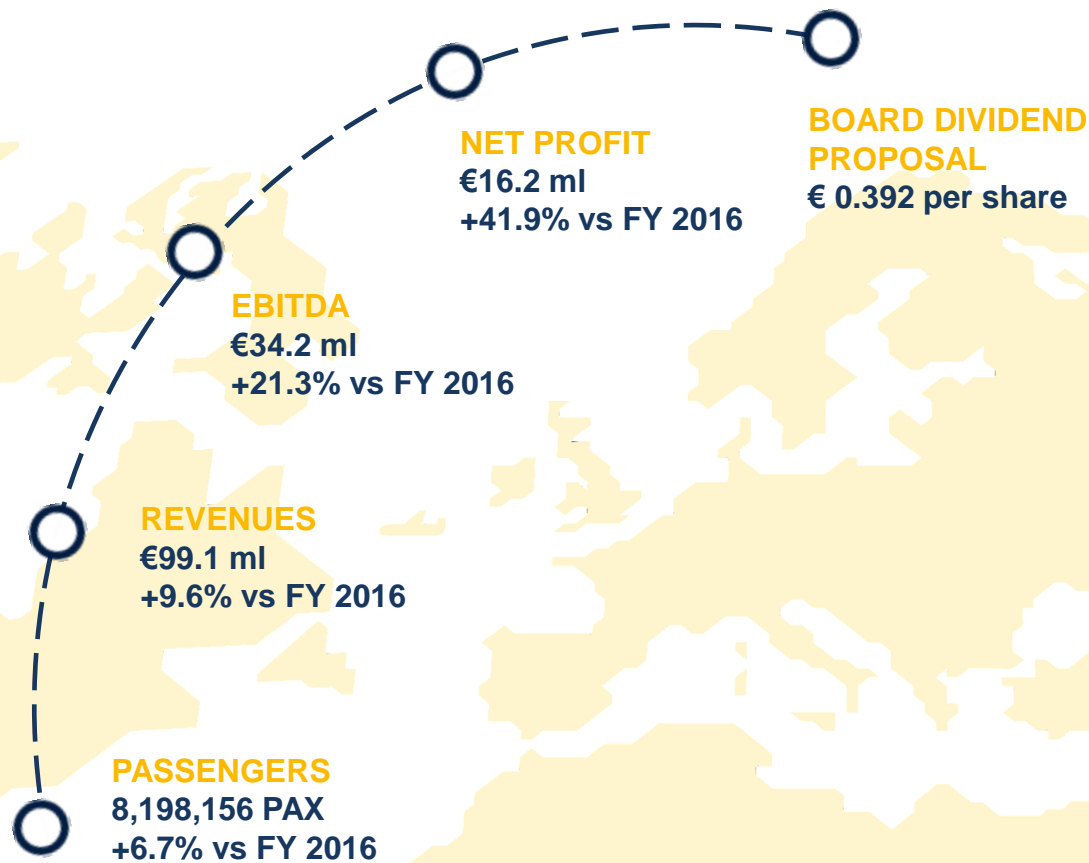 NET PROFIT
€16.2 ml
+41.9% vs FY 2016
BOARD DIVIDEND
PROPOSAL
€ 0.392 per share
EBITDA
€34.2 ml
+21.3% vs FY 2016
REVENUES
€99.1 ml
+9.6% vs FY 2016
PASSENGERS
8,198,156 PAX
+6.7% vs FY 2016